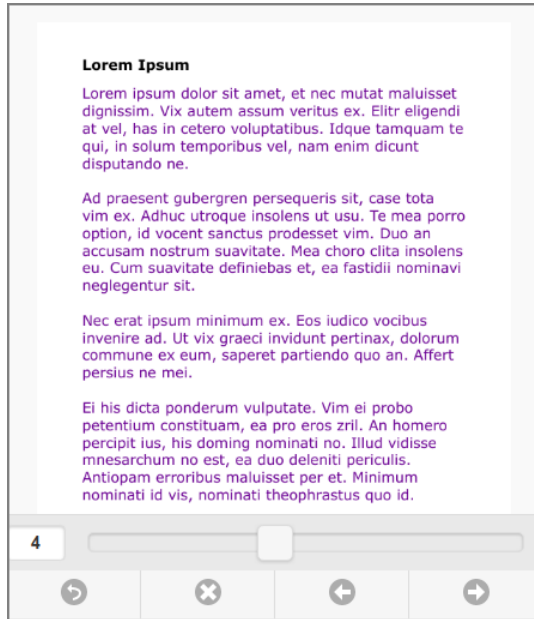 Lorem Ipsum
Lorem ipsum dolor sit amet, et nec mutat maluisset
dignissim. Vix autem assum veritus ex. Elitr eligendi
at vel, has in cetero voluptatibus. Idque tamquam te
qui, in solum temporibus vel, nam enim dicunt
disputando ne.
Ad praesent gubergren persequeris sit, case tota
vim ex. Adhuc utroque insolens ut usu. Te mea porro
option, id vocent sanctus prodesset vim. Duo an
accusam nostrum suavitate. Mea choro clita insolens
eu. Cum suavitate definiebas et, ea fastidii nominavi
neglegentur sit.
Nec erat ipsum minimum ex. Eos iudico vocibus
invenire ad. Ut vix graeci invidunt pertinax, dolorum
commune ex eum, saperet partiendo quo an. Affert
persius ne mei.
Ei his dicta ponderum vulputate. Vim ei probo
petentium constituam, ea pro eros zril. An homero
percipit ius, his doming nominati no. Illud vidisse
mnesarchum no est, ea duo deleniti periculis.
Antiopam erroribus maluisset per et. Minimum
nominati id vis, nominati theophrastus quo id.
4